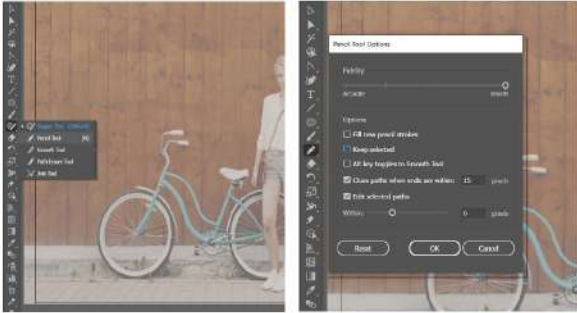 Shaper Tool (Shift+N)
Pencil Tool (N)
Smooth Tool
Path Eraser Tool
Join Tool
Pencil Tool Options
Fidelity
Accurate Smooth
Options
Fill new pencil strokes
Keep selected
Alt key toggles to Smooth Tool
Close paths when ends are within: 15 pixels
Edit selected paths
Within: 6 pixels
Reset OK Cancel